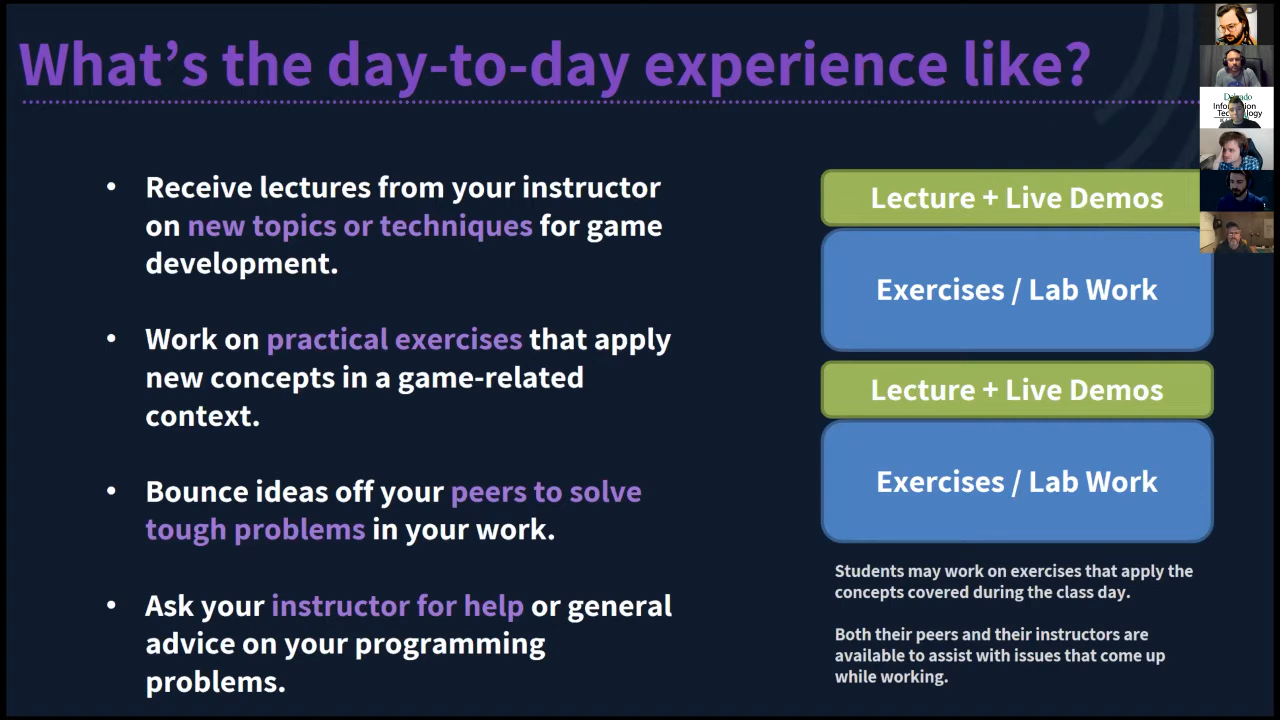 What's the day-to-day experience like?
• Receive lectures from your instructor
on new topics or techniques for game
development.
• Work on practical exercises that apply
new concepts in a game-related
context.
• Bounce ideas off your peers to solve
tough problems in your work.
• Ask your instructor for help or general
advice on your programming
problems.
Lecture + Live Demos
Exercises / Lab Work
Lecture + Live Demos
Exercises / Lab Work
Students may work on exercises that apply the
concepts covered during the class day.
Both their peers and their instructors are
available to assist with issues that come up
while working.